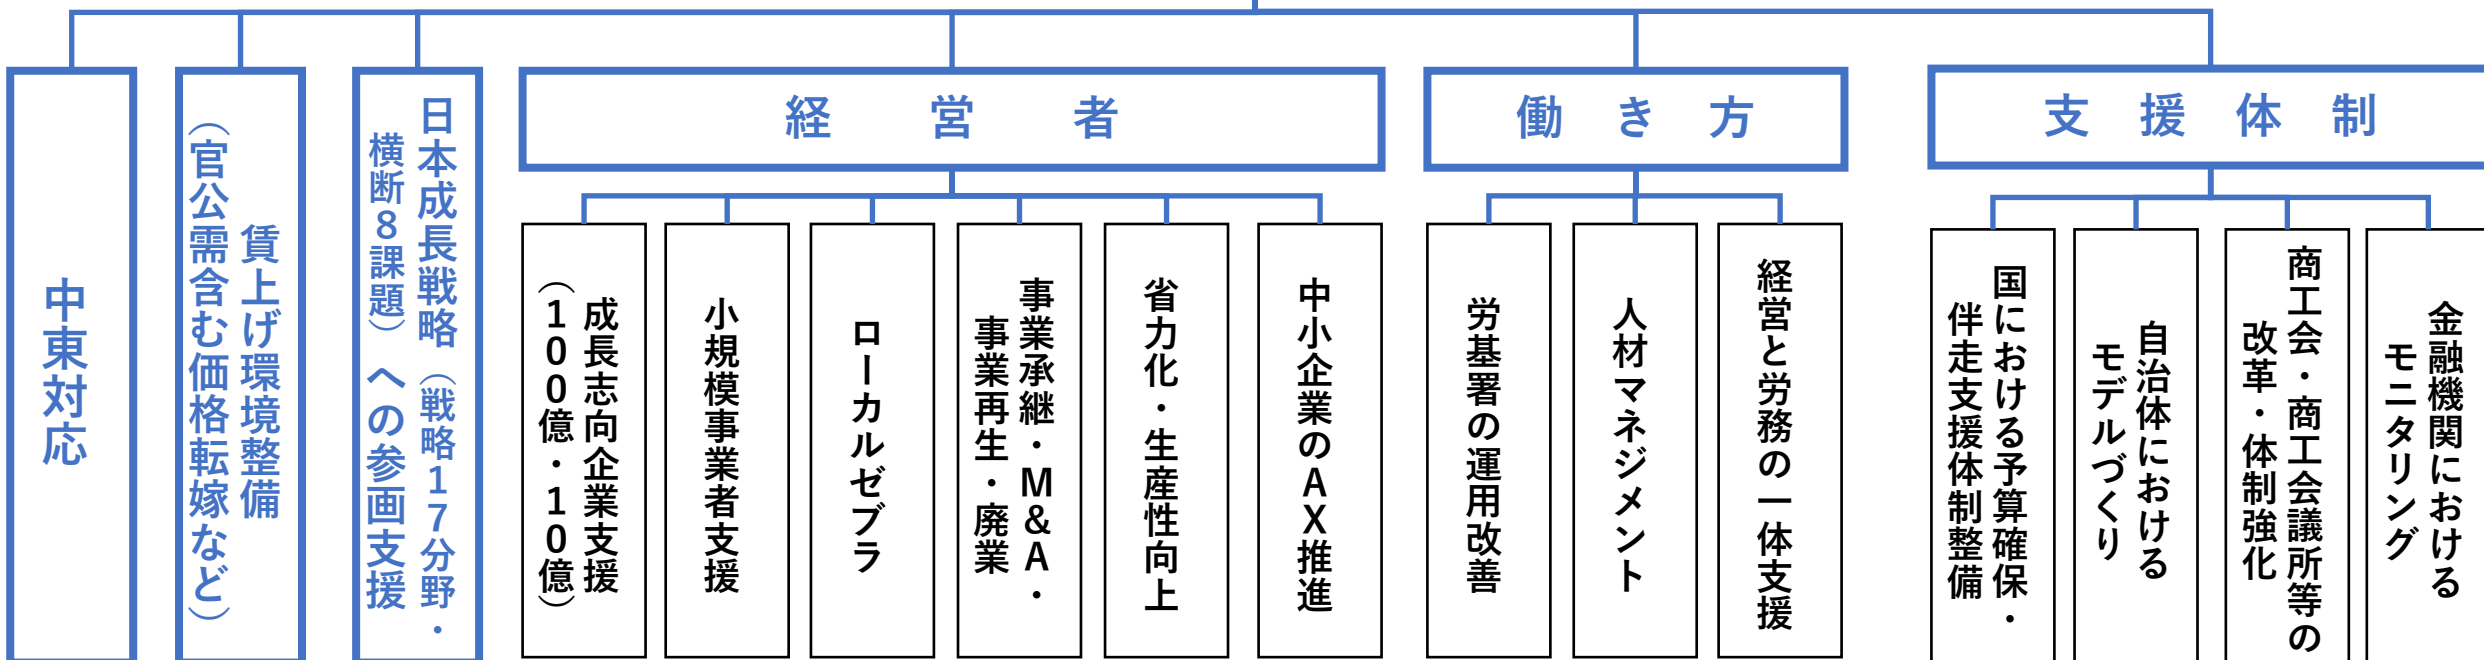 中東対応
賃上げ環境整備
（官公需含む価格転嫁など）
日本成長戦略（戦略１７分野・
横断８課題）への参画支援
経営者
成長志向企業支援
（１００億・１０億）
小規模事業者支援
ローカルゼブラ
事業承継・Ｍ＆Ａ・
事業再生・廃業
省力化・生産性向上
中小企業のＡＸ推進
働き方
労基署の運用改善
人材マネジメント
経営と労務の一体支援
支援体制
国における予算確保・
伴走支援体制整備
自治体における
モデルづくり
商工会・商工会議所等の
改革・体制強化
金融機関における
モニタリング